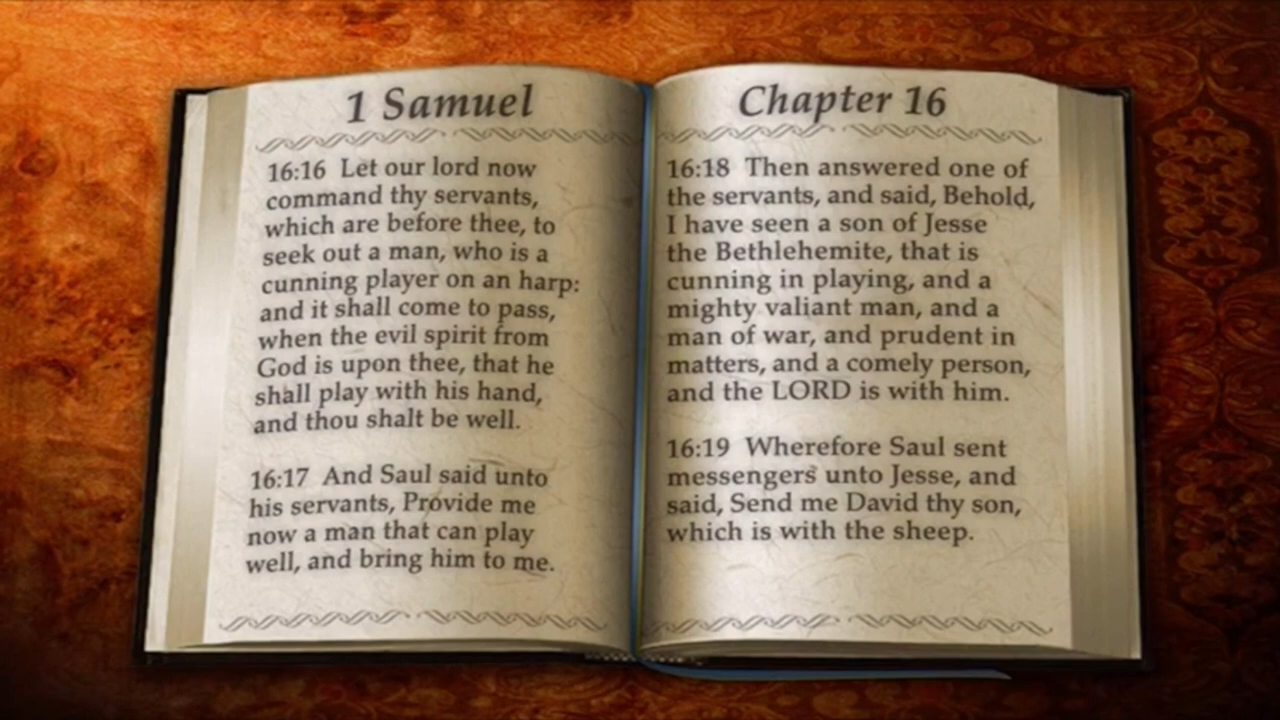 1 Samuel
16:16 Let our lord now
command thy servants,
which are before thee, to
seek out a man, who is a
cunning player on an harp:
and it shall come to pass,
when the evil spirit from
God is upon thee, that he
shall play with his hand,
and thou shalt be well.
16:17 And Saul said unto
his servants, Provide me
now a man that can play
well, and bring him to me.
Chapter 16
16:18 Then answered one of
the servants, and said, Behold,
I have seen a son of Jesse
the Bethlehemite, that is
cunning in playing, and a
mighty valiant man, and a
man of war, and prudent in
matters, and a comely person,
and the LORD is with him.
16:19 Wherefore Saul sent
messengers unto Jesse, and
said, Send me David thy son,
which is with the sheep.